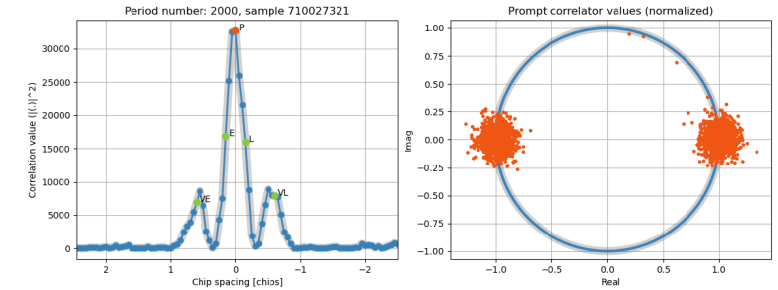 Period number: 2000, sample 710027321
Correlation value (|(.)|^2)
30000
25000
20000
15000
10000
5000
0
P
E
L
VE
VL
2
1
0
−1
−2
Chip spacing [chips]
Prompt correlator values (normalized)
Imag
1.00
0.75
0.50
0.25
0.00
−0.25
−0.50
−0.75
−1.00
−1.0
−0.5
0.0
0.5
1.0
Real